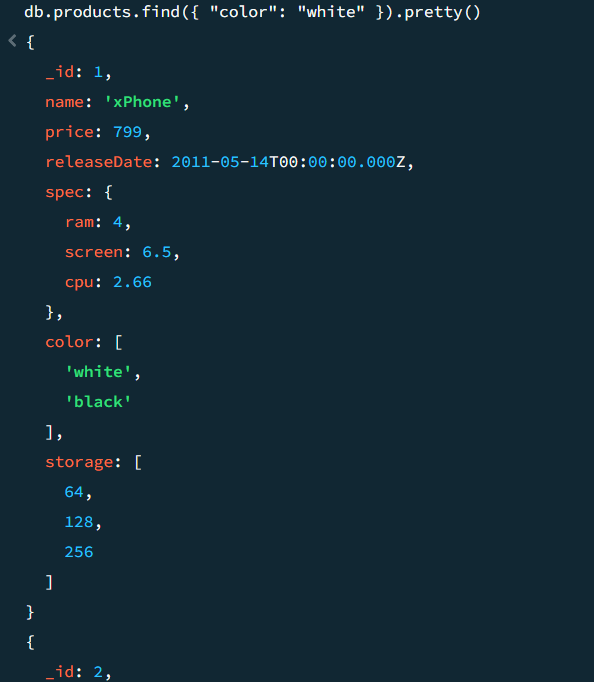 db.products.find({ "color": "white" }).pretty()
< {
_id: 1,
name: 'xPhone',
price: 799,
releaseDate: 2011-05-14T00:00:00.000Z,
spec: {
ram: 4,
screen: 6.5,
cpu: 2.66
},
color: [
'white',
'black'
],
storage: [
64,
128,
256
]
}
{
_id: 2,